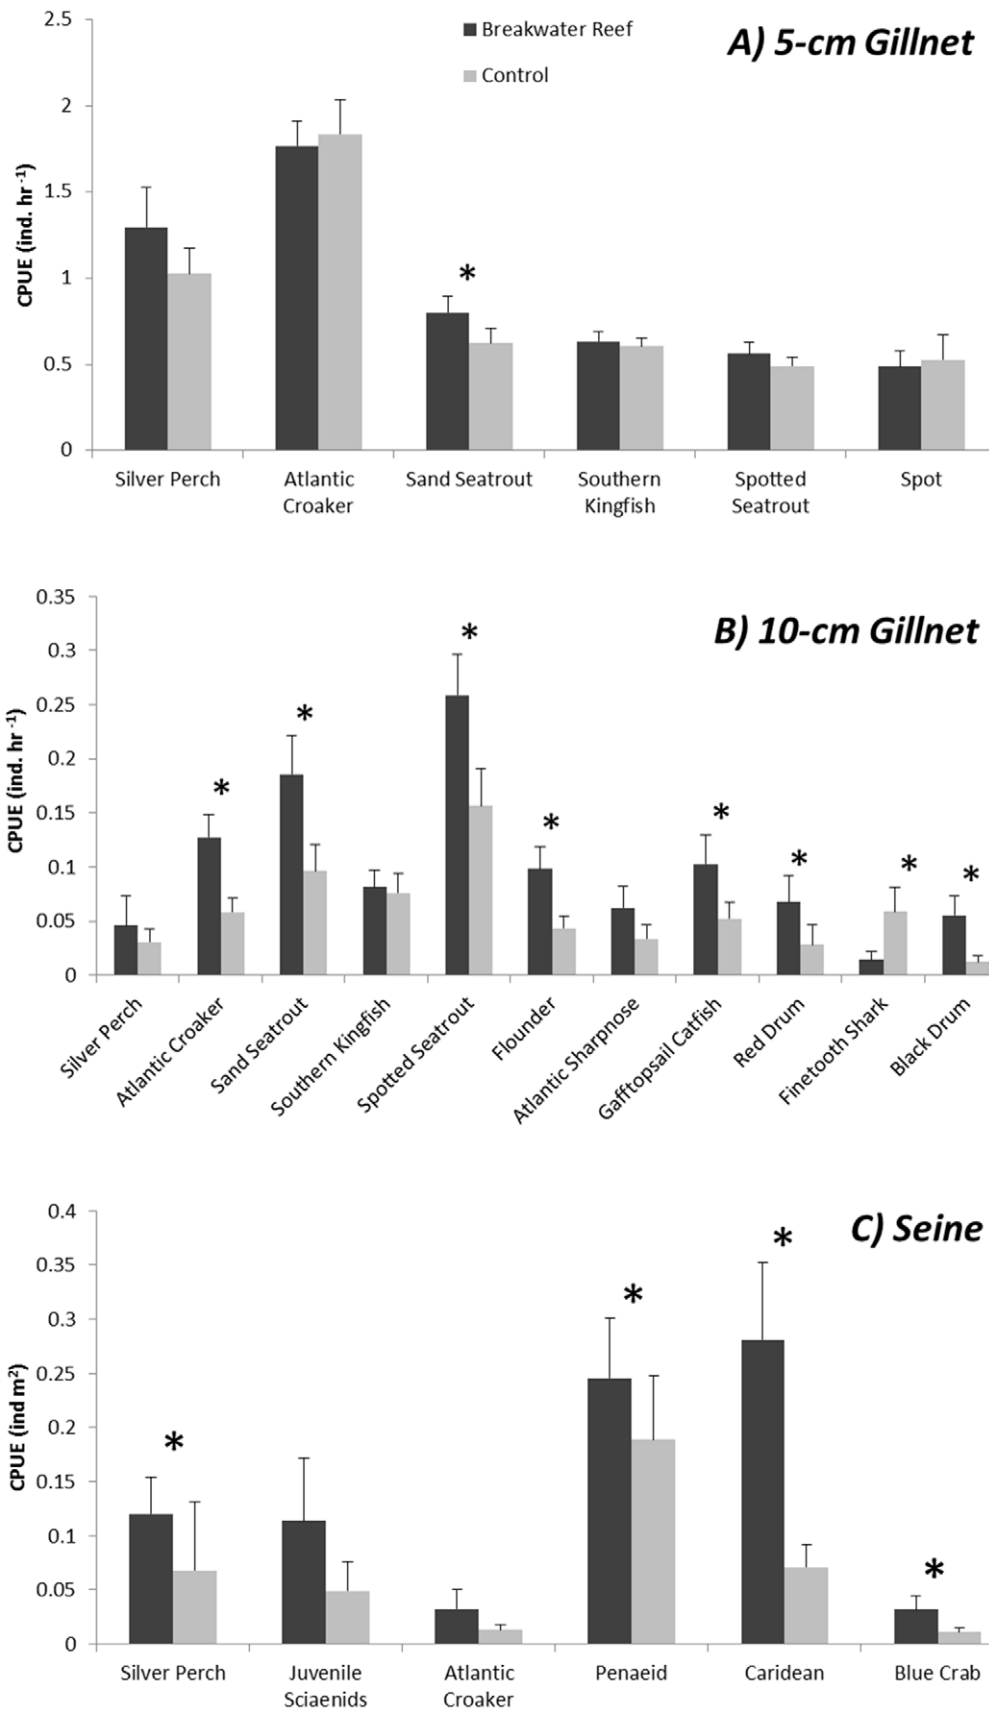 2.5
Breakwater Reef
A) 5-cm Gillnet
Control
2
1.5
1
0.5
0
CPUE (ind. hr -1)
*
Silver Perch
Atlantic
Croaker
Sand Seatrout
Southern
Kingfish
Spotted
Seatrout
Spot
0.35
B) 10-cm Gillnet
0.3
0.25
0.2
0.15
0.1
0.05
0
CPUE (ind. hr -1)
*
*
*
*
*
*
*
*
Silver Perch
Atlantic Croaker
Sand Seatrout
Southern Kingfish
Spotted Seatrout
Flounder
Atlantic Sharpnose
Gafftopsail Catfish
Red Drum
Finetooth Shark
Black Drum
0.4
C) Seine
0.35
0.3
0.25
0.2
0.15
0.1
0.05
0
CPUE (ind m2)
*
*
*
*
Silver Perch
Juvenile
Sciaenids
Atlantic
Croaker
Penaeid
Caridean
Blue Crab